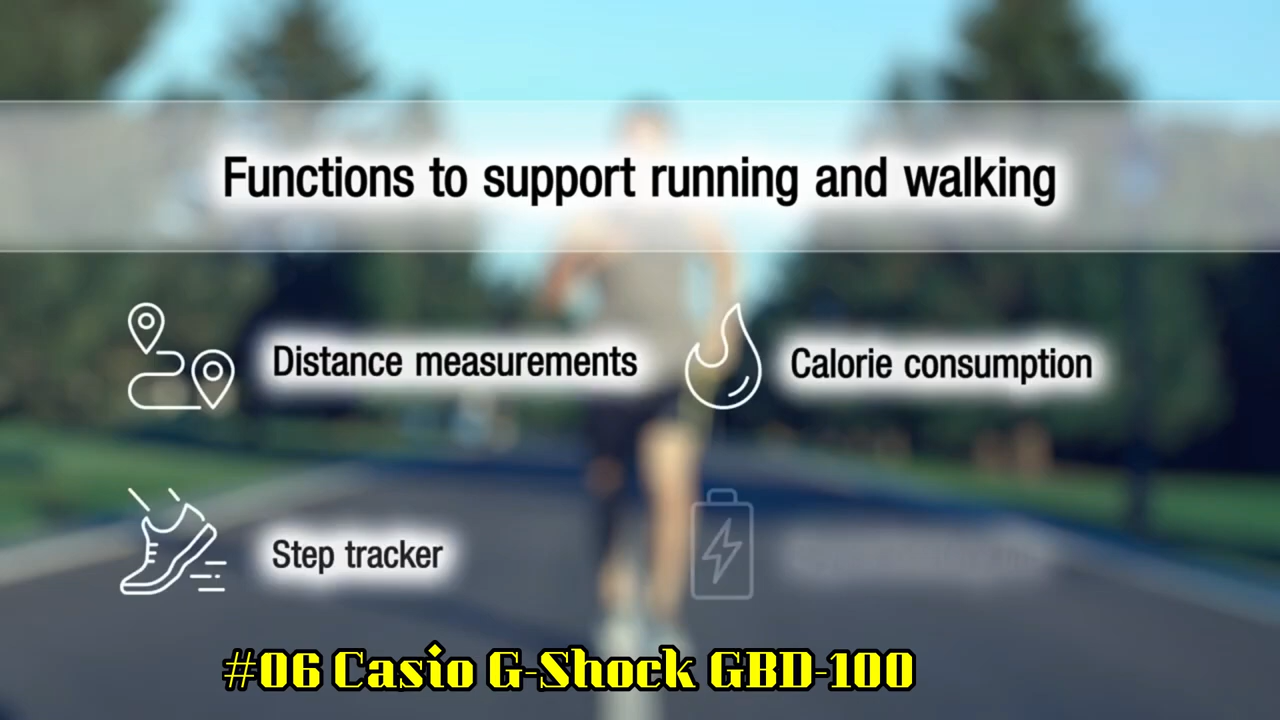 Functions to support running and walking
Distance measurements
Calorie consumption
Step tracker
#06 Casio G-Shock GBD-100